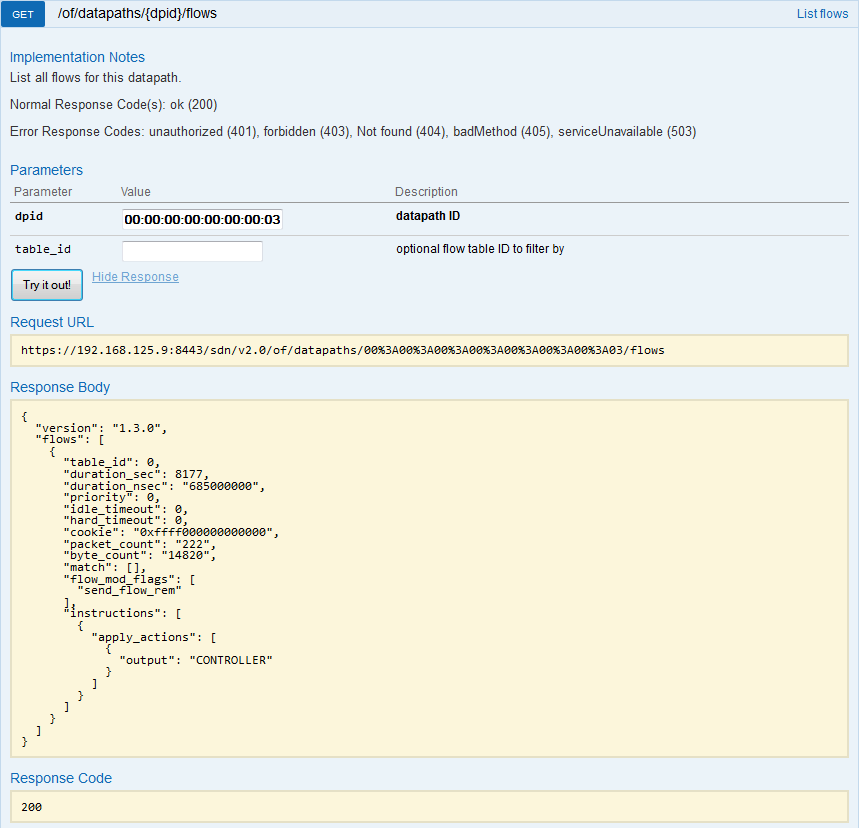 GET /of/datapaths/{dpid}/flows List flows
Implementation Notes
List all flows for this datapath.
Normal Response Code(s): ok (200)
Error Response Codes: unauthorized (401), forbidden (403), Not found (404), badMethod (405), serviceUnavailable (503)
Parameters
Parameter Value Description
dpid 00:00:00:00:00:00:00:03 datapath ID
table_id optional flow table ID to filter by
Try it out! Hide Response
Request URL
https://192.168.125.9:8443/sdn/v2.0/of/datapaths/00%3A00%3A00%3A00%3A00%3A00%3A00%3A03/flows
Response Body
{
  "version": "1.3.0",
  "flows": [
    {
      "table_id": 0,
      "duration_sec": 8177,
      "duration_nsec": "685000000",
      "priority": 0,
      "idle_timeout": 0,
      "hard_timeout": 0,
      "cookie": "0xffff000000000000",
      "packet_count": "222",
      "byte_count": "14820",
      "match": [],
      "flow_mod_flags": [
        "send_flow_rem"
      ],
      "instructions": [
        {
          "apply_actions": [
            {
              "output": "CONTROLLER"
            }
          ]
        }
      ]
    }
  ]
}
Response Code
200